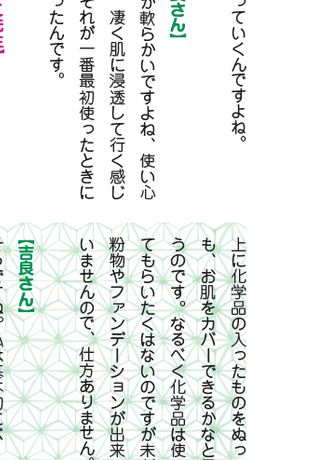 っていくんですよね。
さん】
が軟らかいですよね、使い心
凄く肌に浸透して行く感じ
それが一番最初使ったときに
ったんです。
上に化学品の入ったものをぬっ
も、お肌をカバーできるかなと
うのです。なるべく化学品は使
てもらいたくはないのですが未
粉物やファンデーションが出来
いませんので、仕方ありません。
【吉良さん】